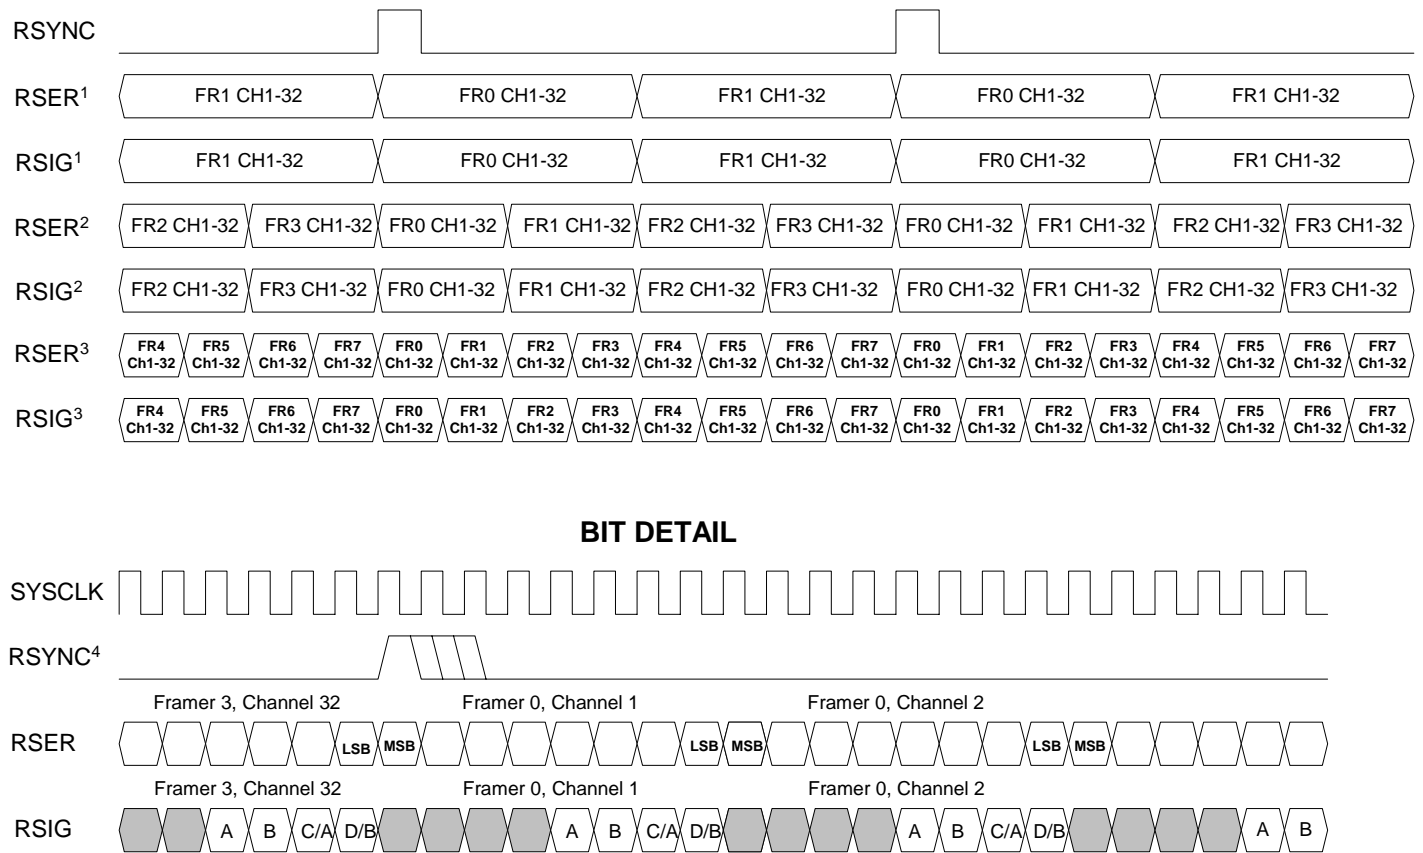 RSYNC
RSER¹ FR1 CH1-32 FR0 CH1-32 FR1 CH1-32 FR0 CH1-32 FR1 CH1-32
RSIG¹ FR1 CH1-32 FR0 CH1-32 FR1 CH1-32 FR0 CH1-32 FR1 CH1-32
RSER² FR2 CH1-32 FR3 CH1-32 FR0 CH1-32 FR1 CH1-32 FR2 CH1-32 FR3 CH1-32 FR0 CH1-32 FR1 CH1-32 FR2 CH1-32 FR3 CH1-32
RSIG² FR2 CH1-32 FR3 CH1-32 FR0 CH1-32 FR1 CH1-32 FR2 CH1-32 FR3 CH1-32 FR0 CH1-32 FR1 CH1-32 FR2 CH1-32 FR3 CH1-32
RSER³ FR4 FR5 FR6 FR7 FR0 FR1 FR2 FR3 FR4 FR5 FR6 FR7 FR0 FR1 FR2 FR3 FR4 FR5 FR6 FR7
Ch1-32 Ch1-32 Ch1-32 Ch1-32 Ch1-32 Ch1-32 Ch1-32 Ch1-32 Ch1-32 Ch1-32 Ch1-32 Ch1-32 Ch1-32 Ch1-32 Ch1-32 Ch1-32 Ch1-32 Ch1-32 Ch1-32 Ch1-32
RSIG³ FR4 FR5 FR6 FR7 FR0 FR1 FR2 FR3 FR4 FR5 FR6 FR7 FR0 FR1 FR2 FR3 FR4 FR5 FR6 FR7
Ch1-32 Ch1-32 Ch1-32 Ch1-32 Ch1-32 Ch1-32 Ch1-32 Ch1-32 Ch1-32 Ch1-32 Ch1-32 Ch1-32 Ch1-32 Ch1-32 Ch1-32 Ch1-32 Ch1-32 Ch1-32 Ch1-32 Ch1-32
BIT DETAIL
SYSCLK
RSYNC⁴
Framer 3, Channel 32 Framer 0, Channel 1 Framer 0, Channel 2
RSER LSB MSB LSB MSB LSB MSB
Framer 3, Channel 32 Framer 0, Channel 1 Framer 0, Channel 2
RSIG A B C/A D/B A B C/A D/B A B C/A D/B A B